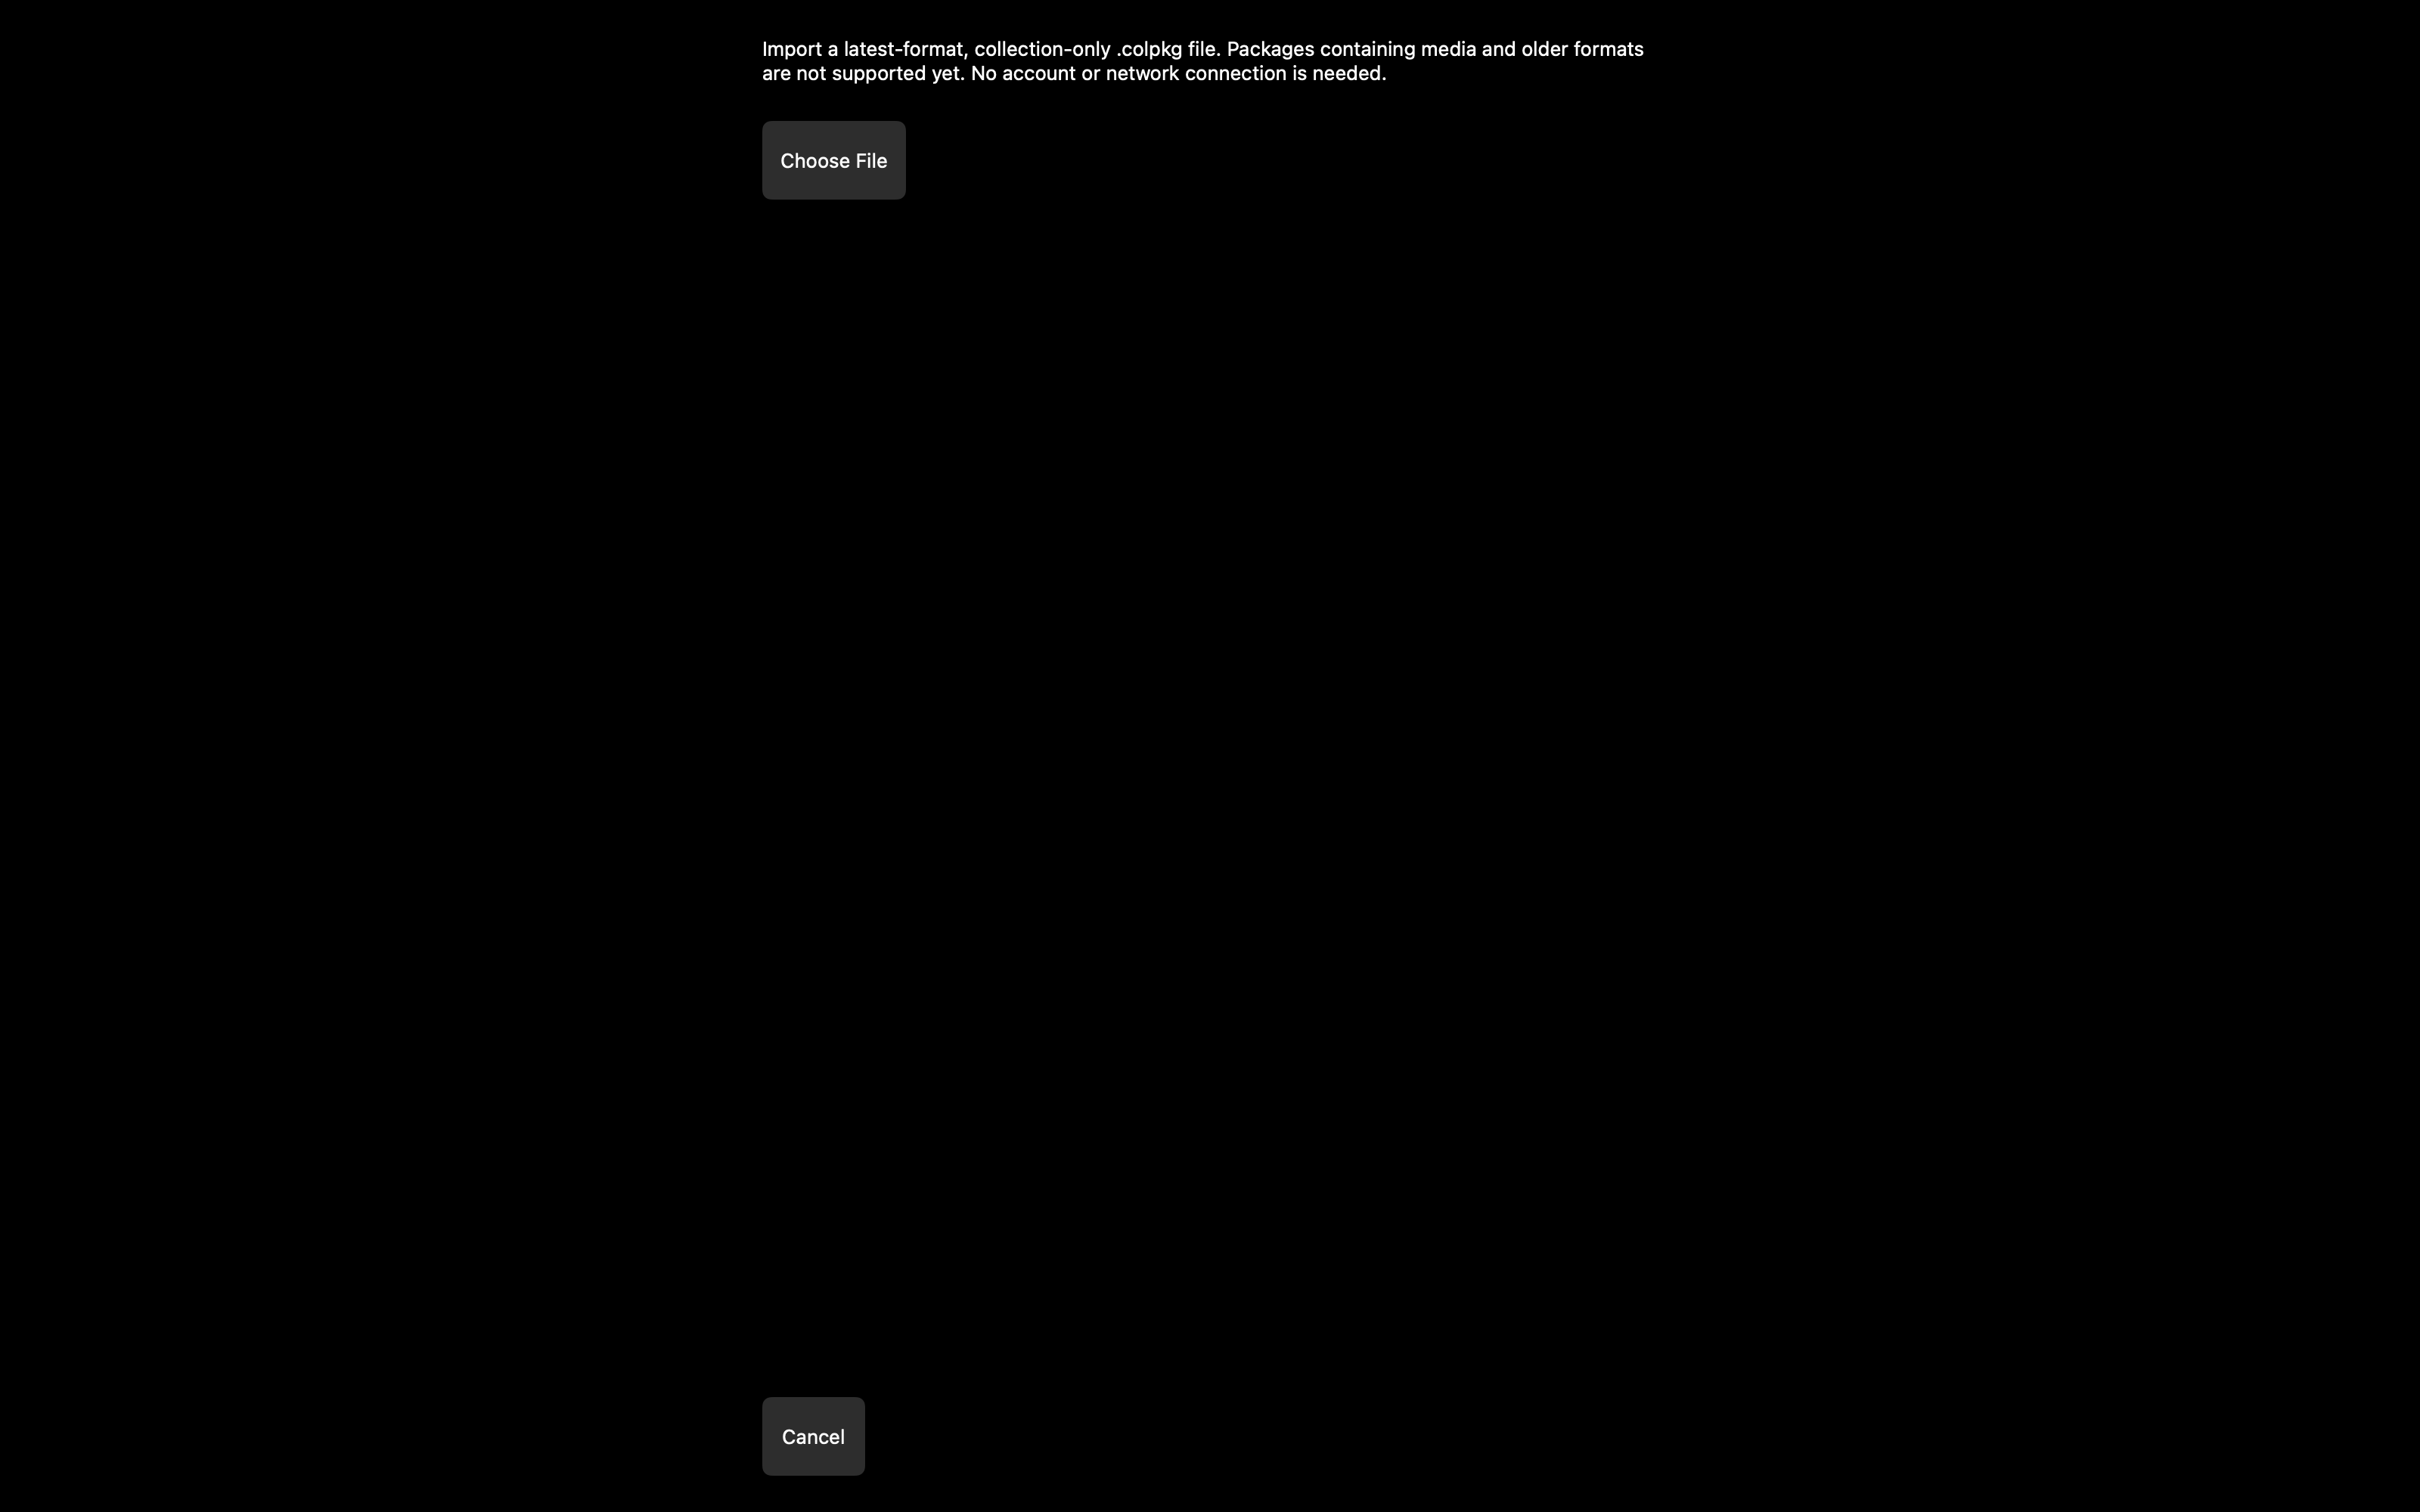 Import a latest-format, collection-only .colpkg file. Packages containing media and older formats
are not supported yet. No account or network connection is needed.
Choose File
Cancel